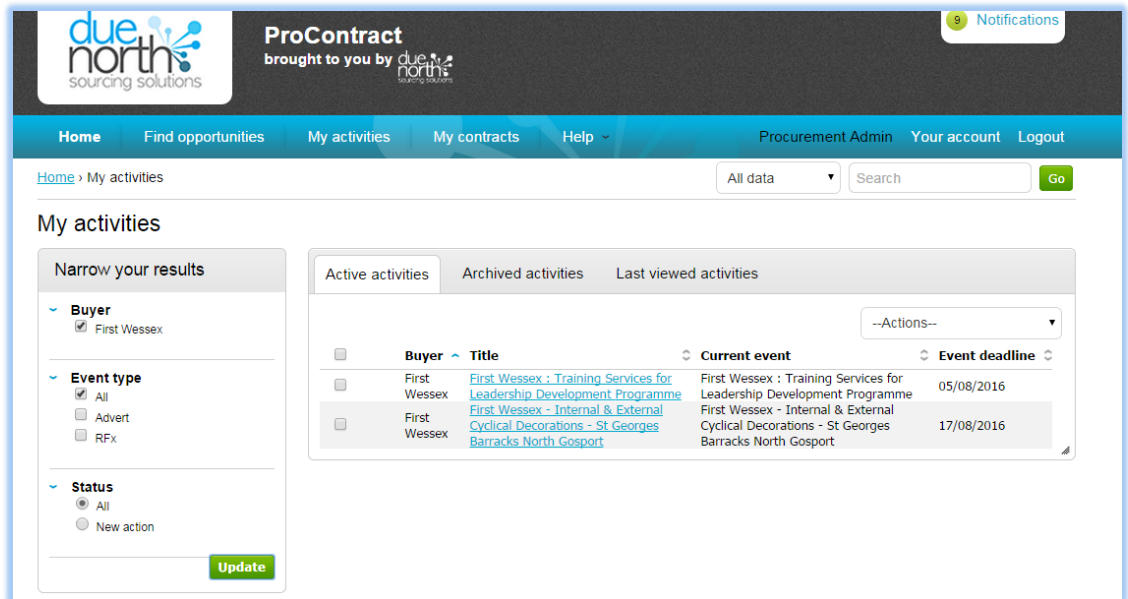 due north
sourcing solutions
ProContract
brought to you by due north
sourcing solutions
9 Notifications
Home Find opportunities My activities My contracts Help Procurement Admin Your account Logout
Home › My activities
All data Search Go
My activities
Narrow your results
Buyer
First Wessex
Event type
All
Advert
RFx
Status
All
New action
Update
Active activities Archived activities Last viewed activities
--Actions--
Buyer Title Current event Event deadline
First Wessex : Training Services for First Wessex : Training Services for
First Wessex Leadership Development Programme Leadership Development Programme 05/08/2016
First Wessex - Internal & External First Wessex - Internal & External
First Wessex Cyclical Decorations - St Georges Cyclical Decorations - St Georges 17/08/2016
Barracks North Gosport Barracks North Gosport